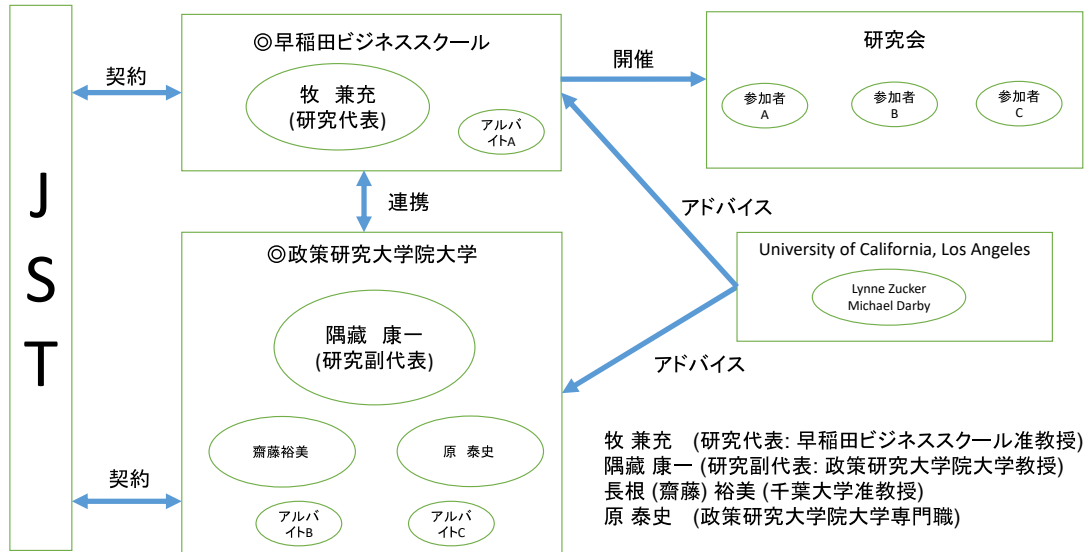 J
S
T
契約
◎早稲田ビジネススクール
牧　兼充
(研究代表)
アルバ
イトA
開催
研究会
参加者
A
参加者
B
参加者
C
連携
アドバイス
◎政策研究大学院大学
隅藏　康一
(研究副代表)
齋藤裕美
原　泰史
アルバ
イトB
アルバ
イトC
契約
University of California, Los Angeles
Lynne Zucker
Michael Darby
アドバイス
牧 兼充　(研究代表: 早稲田ビジネススクール准教授)
隅藏 康一 (研究副代表: 政策研究大学院大学教授)
長根 (齋藤) 裕美 (千葉大学准教授)
原 泰史　(政策研究大学院大学専門職)